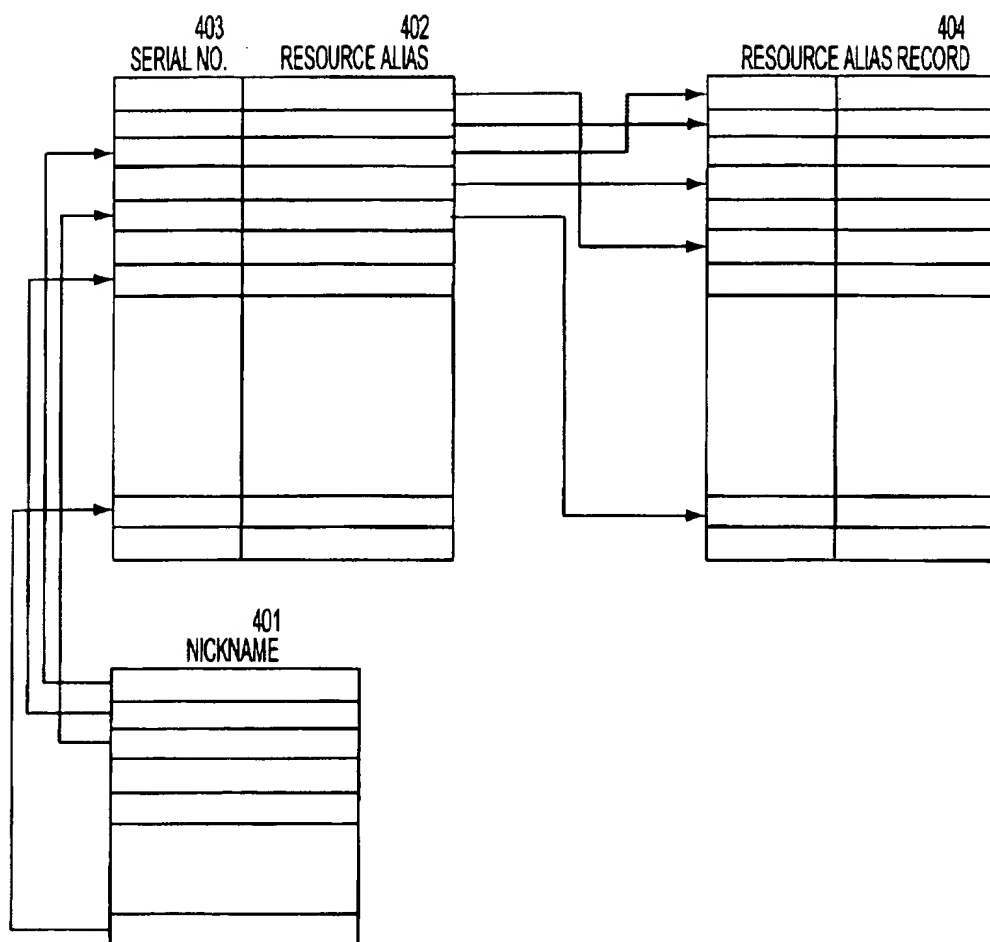 403
SERIAL NO.
402
RESOURCE ALIAS
404
RESOURCE ALIAS RECORD
401
NICKNAME